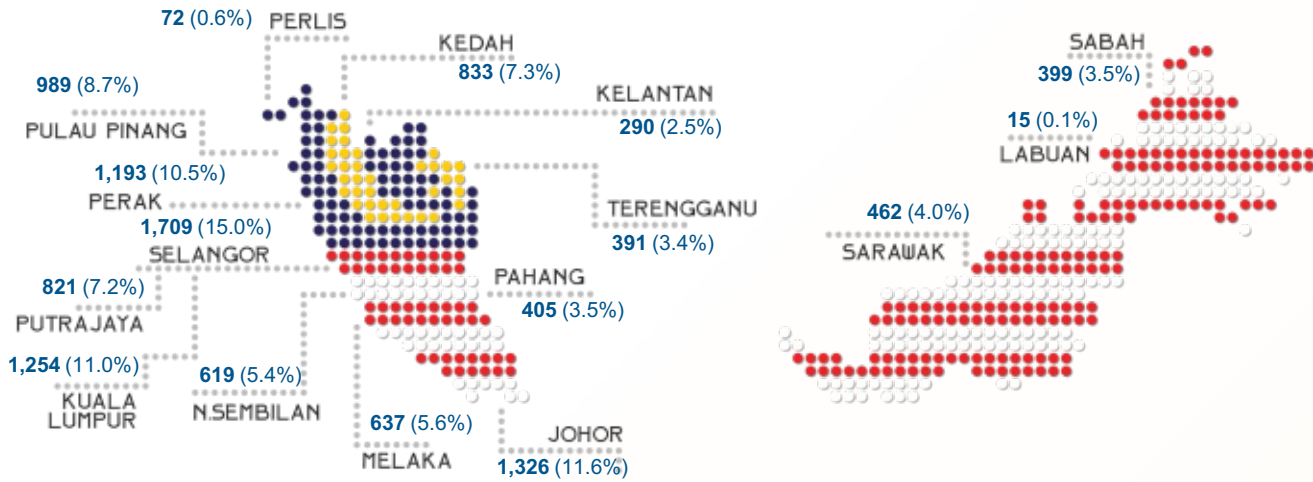 72 (0.6%)
PERLIS
KEDAH
833 (7.3%)
989 (8.7%)
PULAU PINANG
KELANTAN
290 (2.5%)
1,193 (10.5%)
PERAK
1,709 (15.0%)
SELANGOR
TERENGGANU
391 (3.4%)
821 (7.2%)
PUTRAJAYA
PAHANG
405 (3.5%)
1,254 (11.0%)
KUALA
LUMPUR
619 (5.4%)
N.SEMBILAN
637 (5.6%)
MELAKA
JOHOR
1,326 (11.6%)
SABAH
399 (3.5%)
15 (0.1%)
LABUAN
462 (4.0%)
SARAWAK